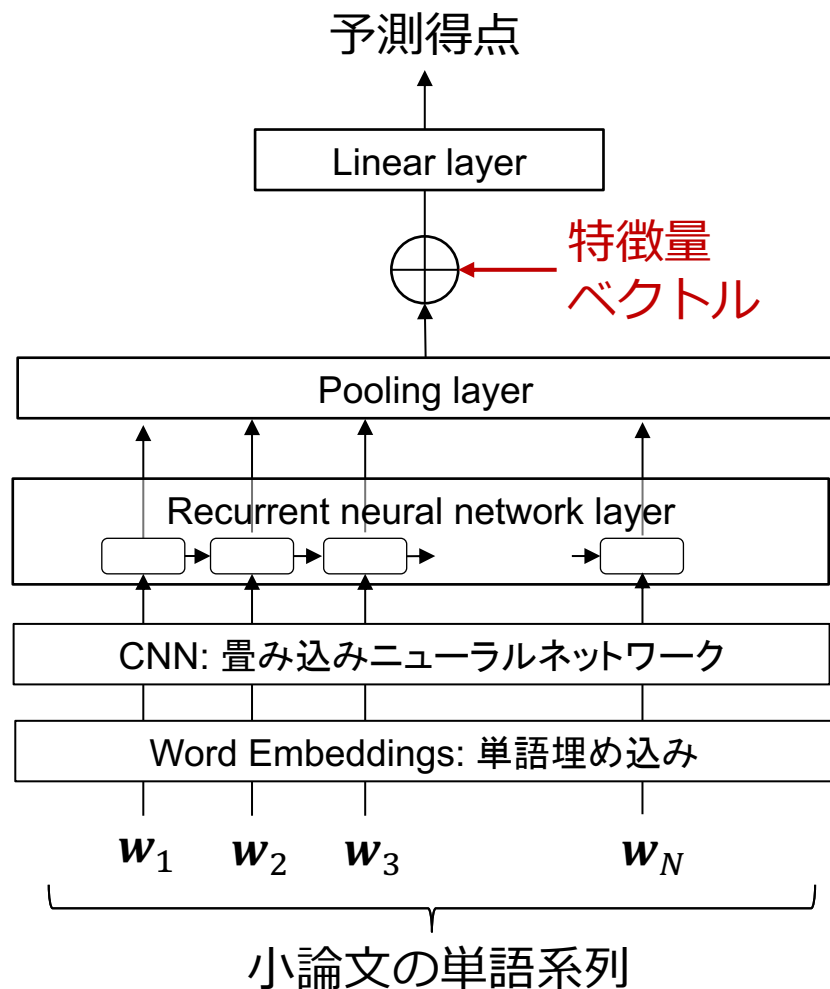 予測得点
Linear layer
特徴量
ベクトル
Pooling layer
Recurrent neural network layer
CNN: 畳み込みニューラルネットワーク
Word Embeddings: 単語埋め込み
w₁ w₂ w₃ w_N
小論文の単語系列